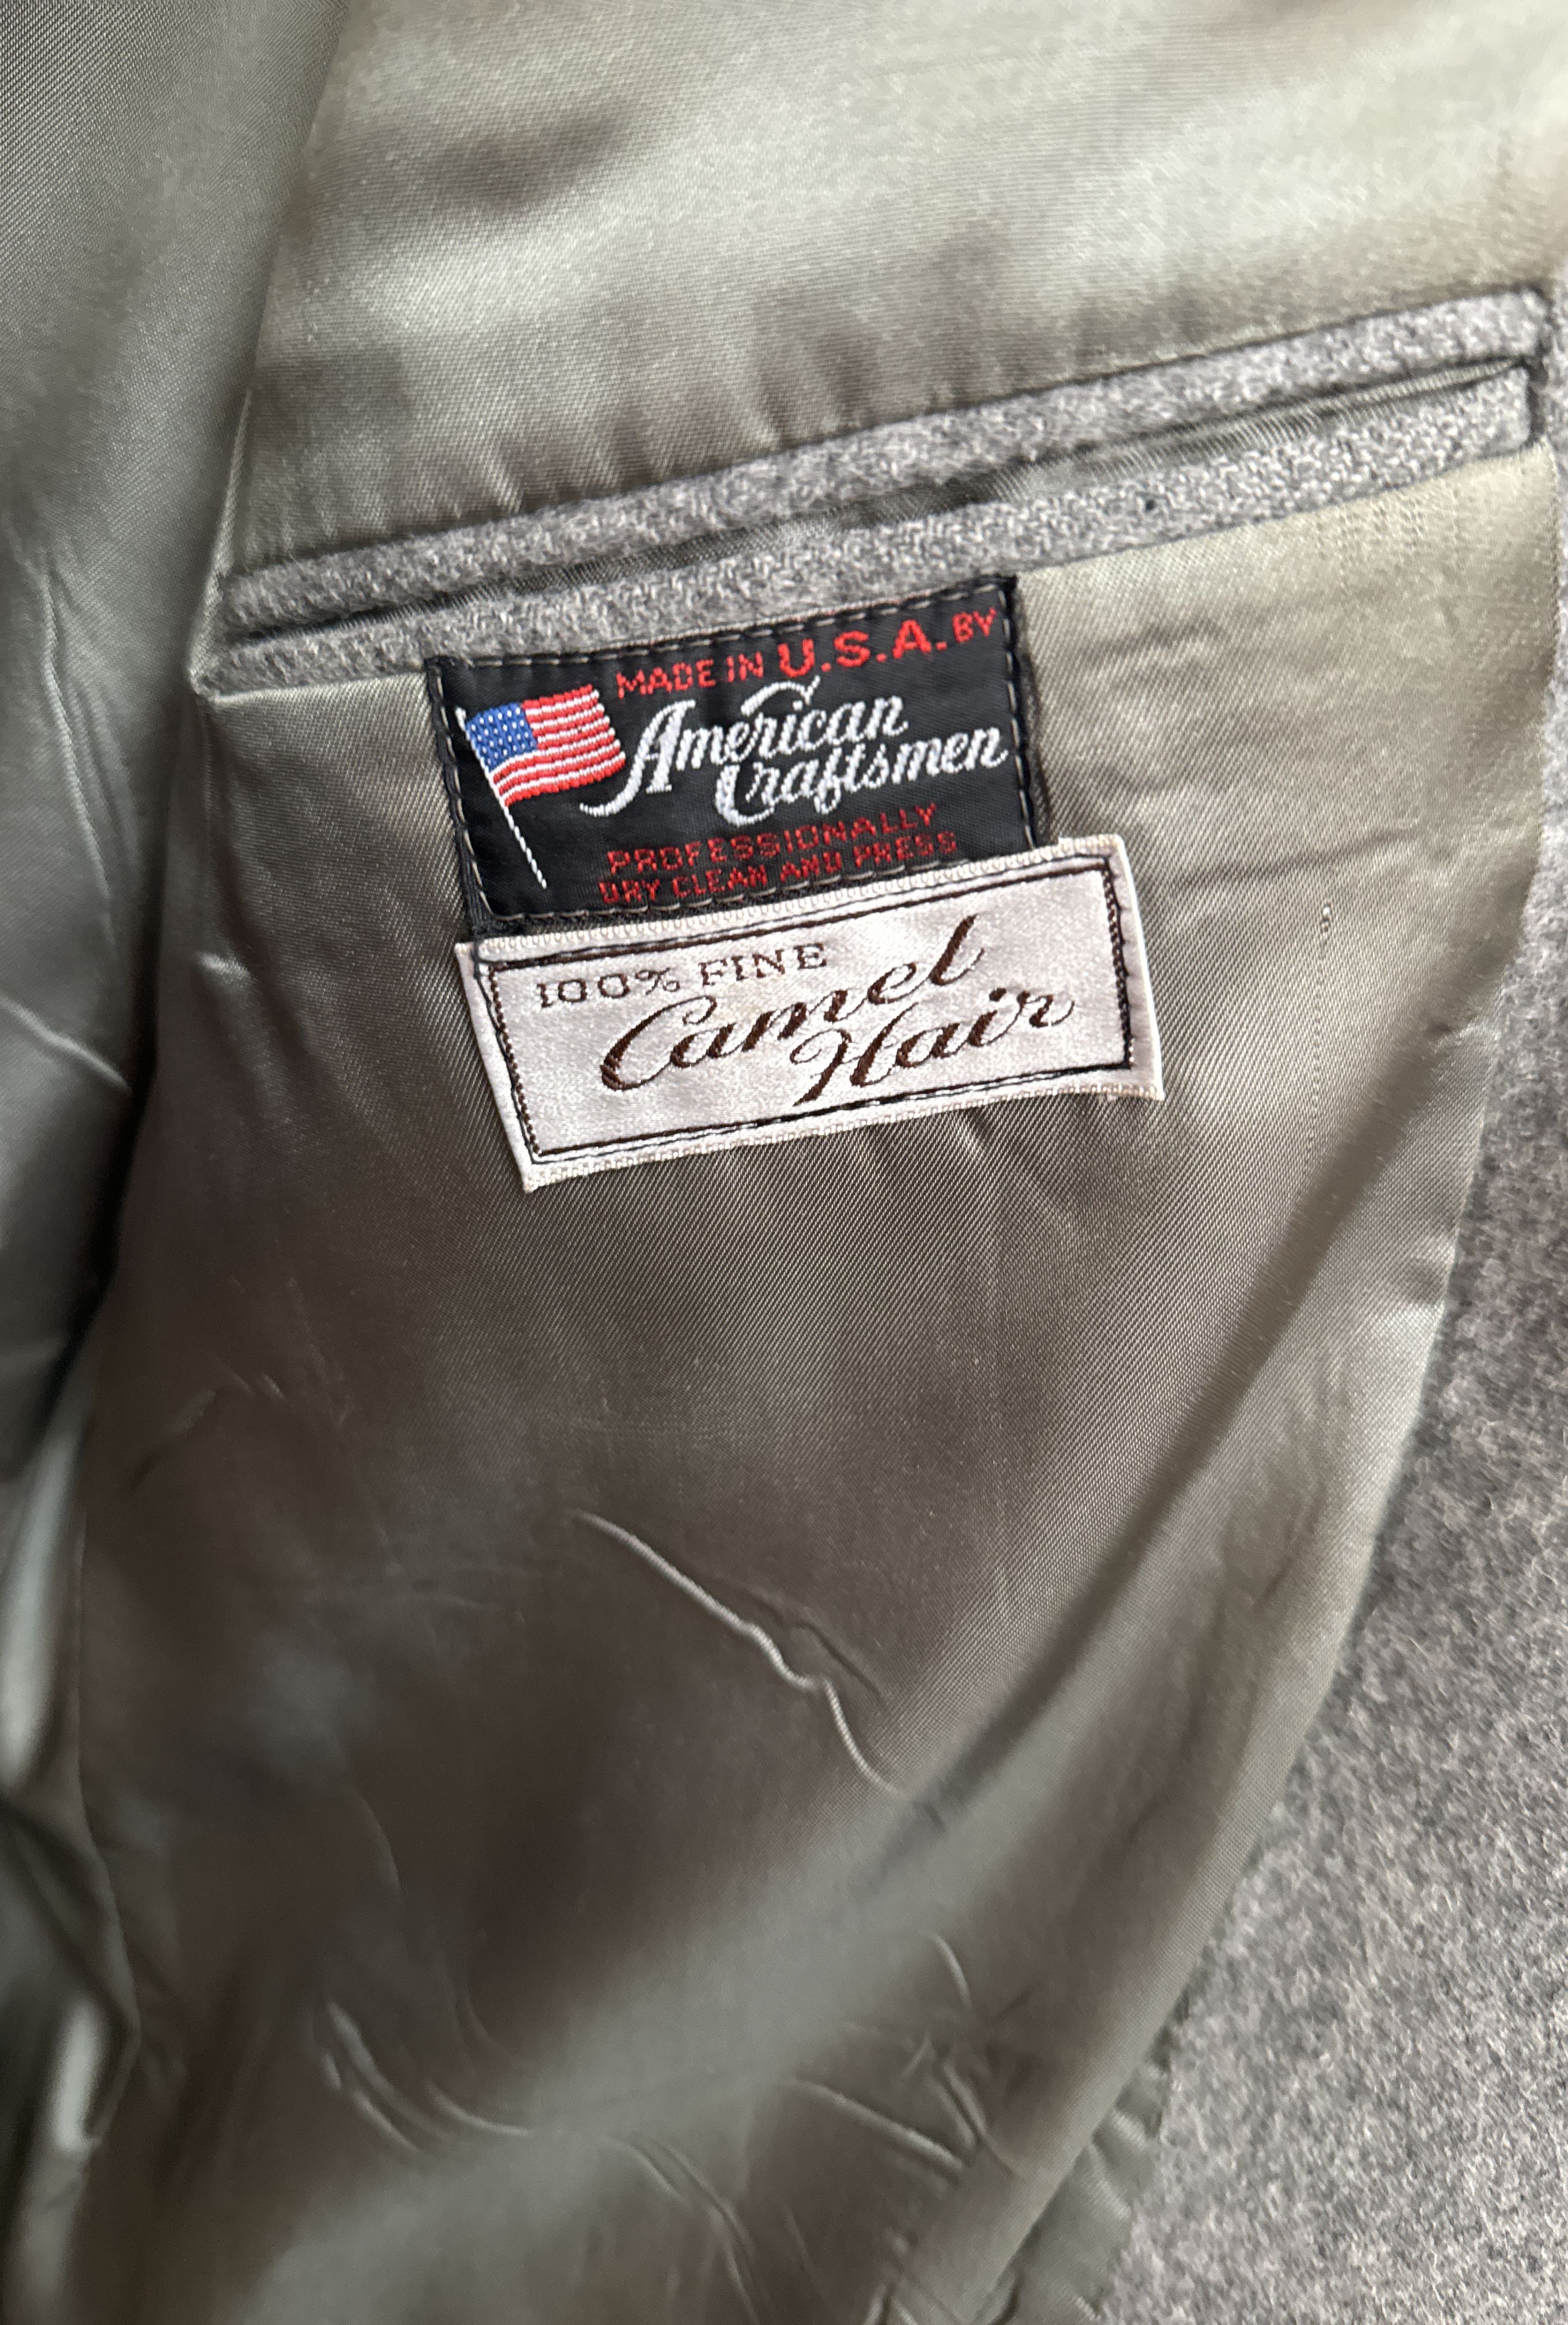 MADE IN U.S.A. BY
American
Craftsmen
PROFESSIONALLY
DRY CLEAN AND PRESS
100% FINE
Camel
Hair